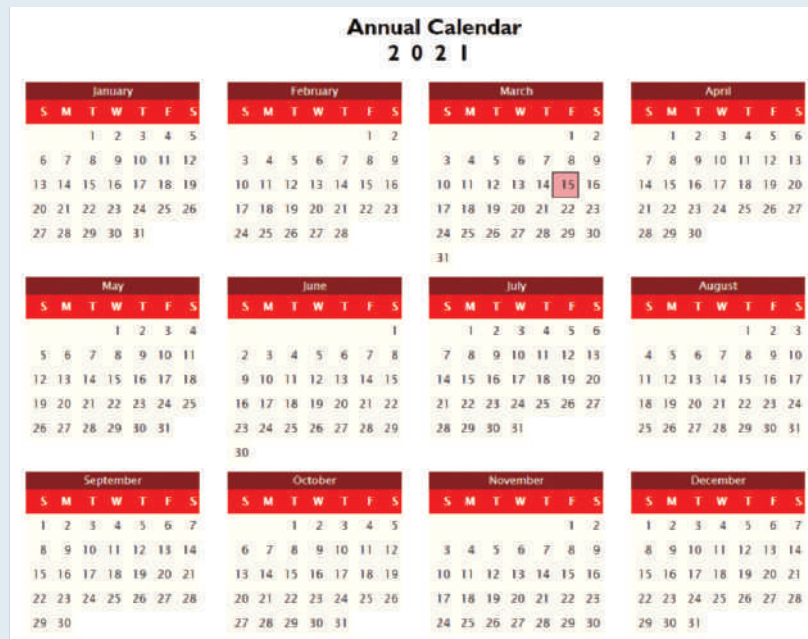 Annual Calendar
2 0 2 1
January February March April
S M T W T F S S M T W T F S S M T W T F S S M T W T F S
1 2 3 4 5 1 2 1 2 1 2 3 4 5 6
6 7 8 9 10 11 12 3 4 5 6 7 8 9 3 4 5 6 7 8 9 7 8 9 10 11 12 13
13 14 15 16 17 18 19 10 11 12 13 14 15 16 10 11 12 13 14 15 16 14 15 16 17 18 19 20
20 21 22 23 24 25 26 17 18 19 20 21 22 23 17 18 19 20 21 22 23 21 22 23 24 25 26 27
27 28 29 30 31 24 25 26 27 28 24 25 26 27 28 29 30 28 29 30
31
May June July August
S M T W T F S S M T W T F S S M T W T F S S M T W T F S
1 2 3 4 1 1 2 3 4 5 6 1 2 3
5 6 7 8 9 10 11 2 3 4 5 6 7 8 7 8 9 10 11 12 13 4 5 6 7 8 9 10
12 13 14 15 16 17 18 9 10 11 12 13 14 15 14 15 16 17 18 19 20 11 12 13 14 15 16 17
19 20 21 22 23 24 25 16 17 18 19 20 21 22 21 22 23 24 25 26 27 18 19 20 21 22 23 24
26 27 28 29 30 31 23 24 25 26 27 28 29 28 29 30 31 25 26 27 28 29 30 31
30
September October November December
S M T W T F S S M T W T F S S M T W T F S S M T W T F S
1 2 3 4 5 6 7 1 2 3 4 5 1 2 1 2 3 4 5 6 7
8 9 10 11 12 13 14 6 7 8 9 10 11 12 3 4 5 6 7 8 9 8 9 10 11 12 13 14
15 16 17 18 19 20 21 13 14 15 16 17 18 19 10 11 12 13 14 15 16 15 16 17 18 19 20 21
22 23 24 25 26 27 28 20 21 22 23 24 25 26 17 18 19 20 21 22 23 22 23 24 25 26 27 28
29 30 27 28 29 30 31 24 25 26 27 28 29 30 29 30 31